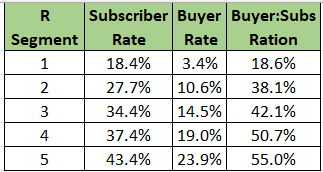 R Segment Subscriber Rate Buyer Rate Buyer:Subs Ration
1 18.4% 3.4% 18.6%
2 27.7% 10.6% 38.1%
3 34.4% 14.5% 42.1%
4 37.4% 19.0% 50.7%
5 43.4% 23.9% 55.0%